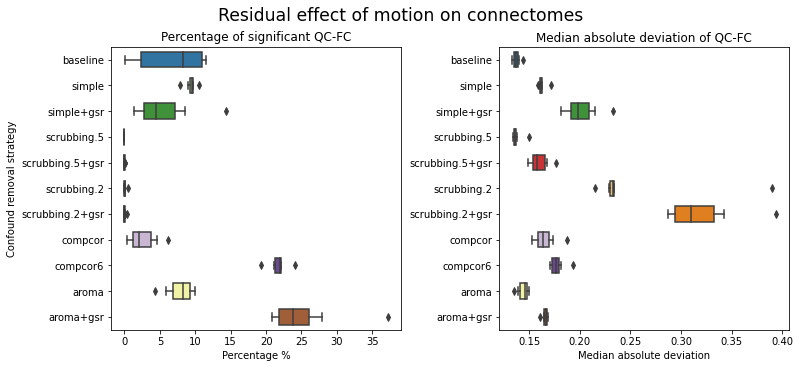 Residual effect of motion on connectomes
Percentage of significant QC-FC
Confound removal strategy
baseline
simple
simple+gsr
scrubbing.5
scrubbing.5+gsr
scrubbing.2
scrubbing.2+gsr
compcor
compcor6
aroma
aroma+gsr
0 5 10 15 20 25 30 35
Percentage %
Median absolute deviation of QC-FC
baseline
simple
simple+gsr
scrubbing.5
scrubbing.5+gsr
scrubbing.2
scrubbing.2+gsr
compcor
compcor6
aroma
aroma+gsr
0.15 0.20 0.25 0.30 0.35 0.40
Median absolute deviation